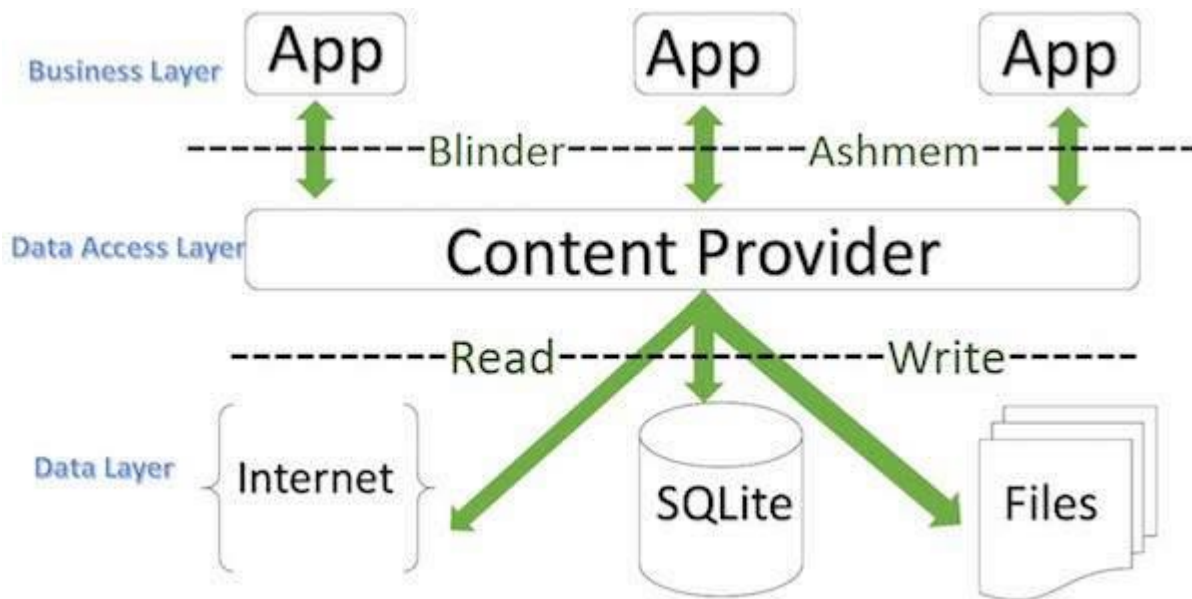 Business Layer App App App
Blinder Ashmem
Data Access Layer Content Provider
Read Write
Data Layer Internet SQLite Files